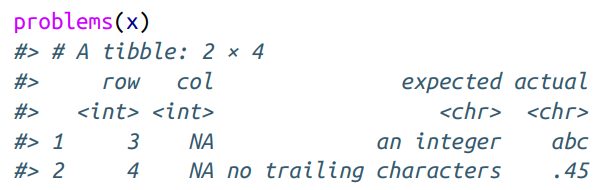 problems(x)
#> # A tibble: 2 × 4
#> row col expected actual
#> <int> <int> <chr> <chr>
#> 1 3 NA an integer abc
#> 2 4 NA no trailing characters .45